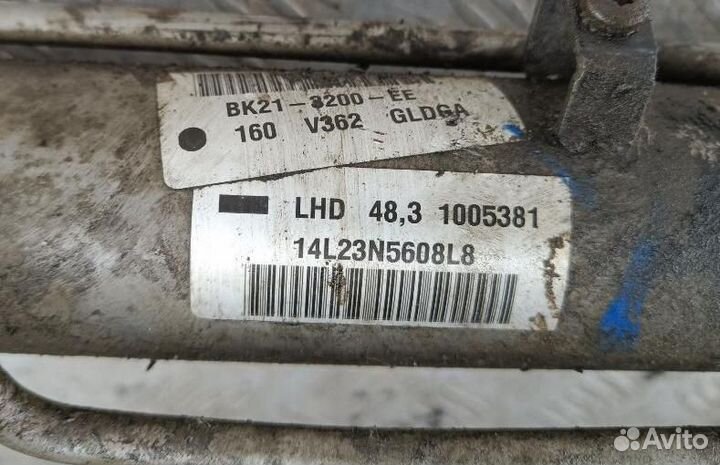 BK21-3200-EE
160 V362 GLDGA
LHD 48,3 1005381
14L23N5608L8
Avito